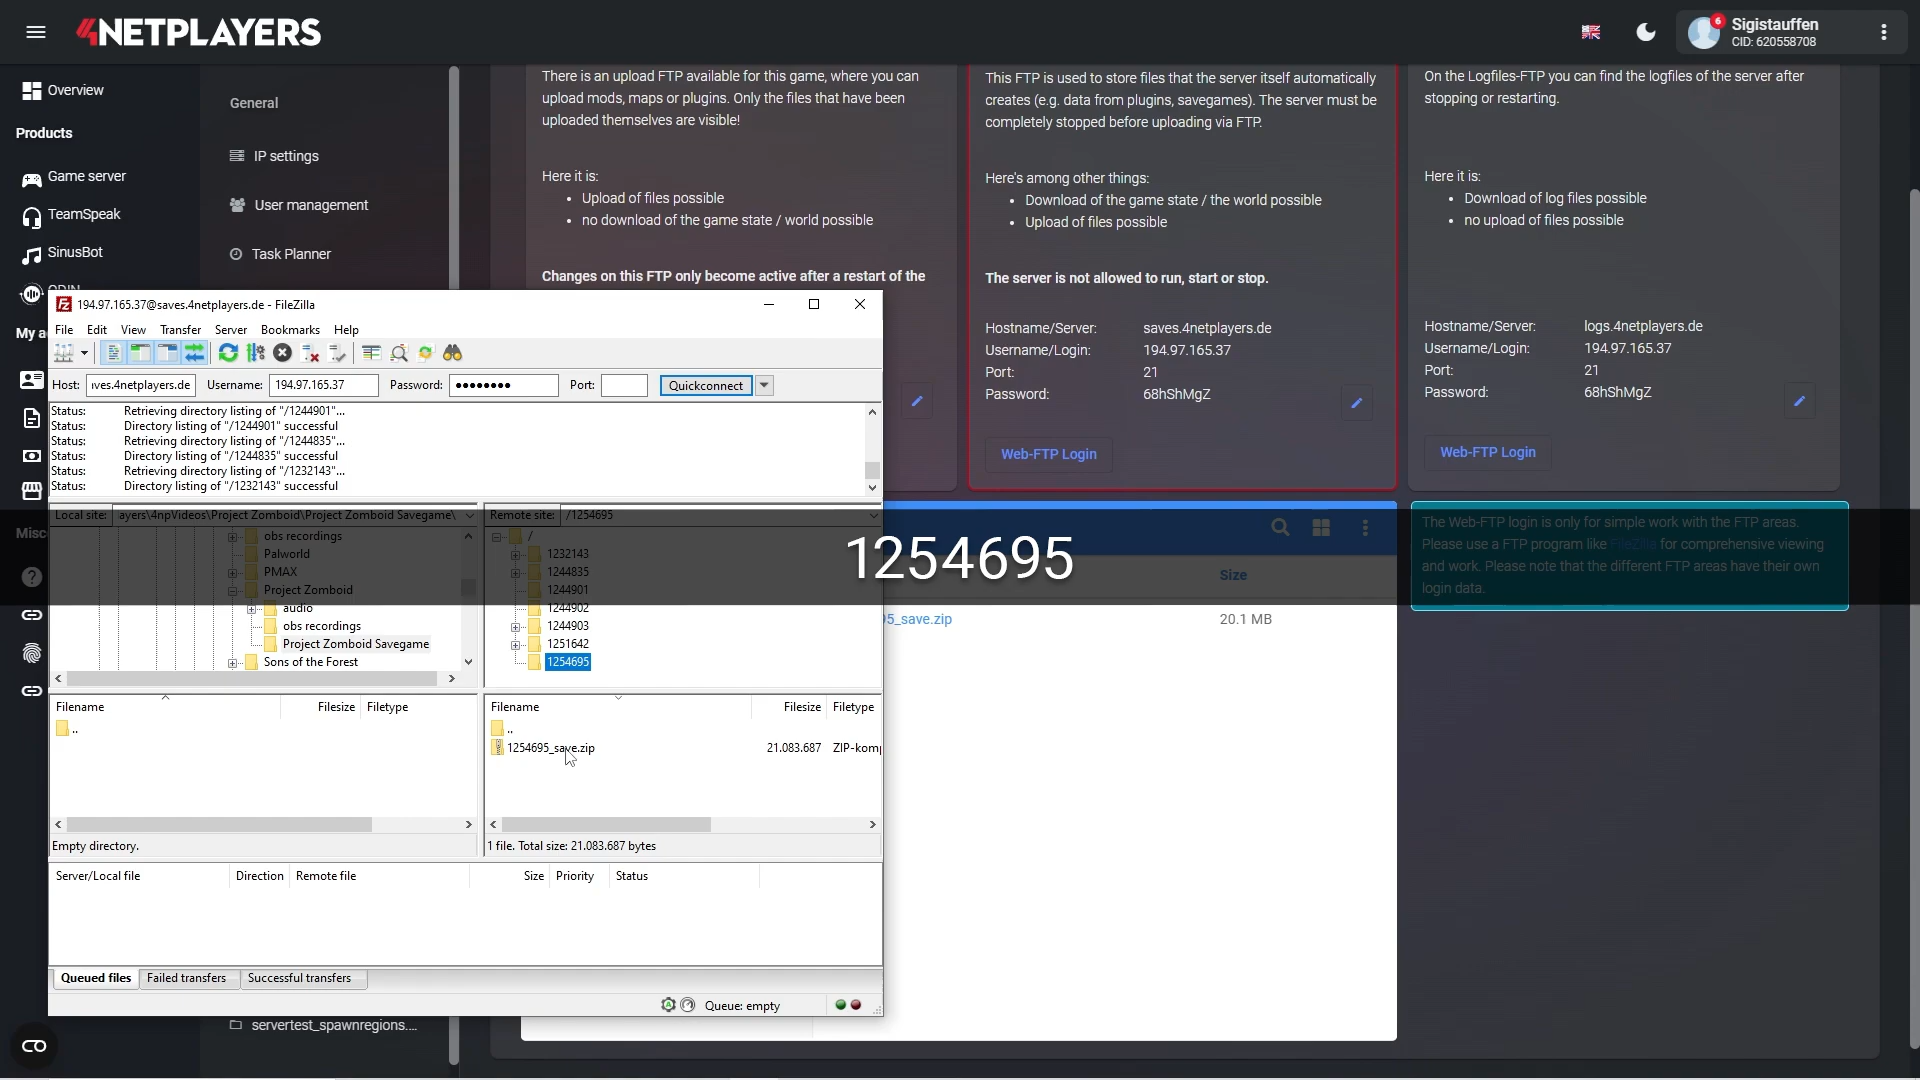 4NETPLAYERS
6
Sigistauffen
CID: 620558708
Overview
Products
Game server
TeamSpeak
SinusBot
ODIN
My a
Misc
General
IP settings
User management
Task Planner
servertest_spawnregions....
There is an upload FTP available for this game, where you can
upload mods, maps or plugins. Only the files that have been
uploaded themselves are visible!
Here it is:
• Upload of files possible
• no download of the game state / world possible
Changes on this FTP only become active after a restart of the
This FTP is used to store files that the server itself automatically
creates (e.g. data from plugins, savegames). The server must be
completely stopped before uploading via FTP.
Here's among other things:
• Download of the game state / the world possible
• Upload of files possible
The server is not allowed to run, start or stop.
Hostname/Server: saves.4netplayers.de
Username/Login: 194.97.165.37
Port: 21
Password: 68hShMgZ
Web-FTP Login
On the Logfiles-FTP you can find the logfiles of the server after
stopping or restarting.
Here it is:
• Download of log files possible
• no upload of files possible
Hostname/Server: logs.4netplayers.de
Username/Login: 194.97.165.37
Port: 21
Password: 68hShMgZ
Web-FTP Login
194.97.165.37@saves.4netplayers.de - FileZilla
File Edit View Transfer Server Bookmarks Help
Host: ves.4netplayers.de Username: 194.97.165.37 Password: ●●●●●●●● Port: Quickconnect
Status: Retrieving directory listing of "/1244901"...
Status: Directory listing of "/1244901" successful
Status: Retrieving directory listing of "/1244835"...
Status: Directory listing of "/1244835" successful
Status: Retrieving directory listing of "/1232143"...
Status: Directory listing of "/1232143" successful
Local site: ayers\4npVideos\Project Zomboid\Project Zomboid Savegame\
obs recordings
Palworld
PMAX
Project Zomboid
audio
obs recordings
Project Zomboid Savegame
Sons of the Forest
Remote site: /1254695
/
1232143
1244835
1244901
1244902
1244903
1251642
1254695
1254695
Size
5_save.zip 20.1 MB
The Web-FTP login is only for simple work with the FTP areas.
Please use a FTP program like FileZilla for comprehensive viewing
and work. Please note that the different FTP areas have their own
login data.
Filename Filesize Filetype
..
Empty directory.
Filename Filesize Filetype
..
1254695_save.zip 21.083.687 ZIP-komp
1 file. Total size: 21.083.687 bytes
Server/Local file Direction Remote file Size Priority Status
Queued files Failed transfers Successful transfers
Queue: empty